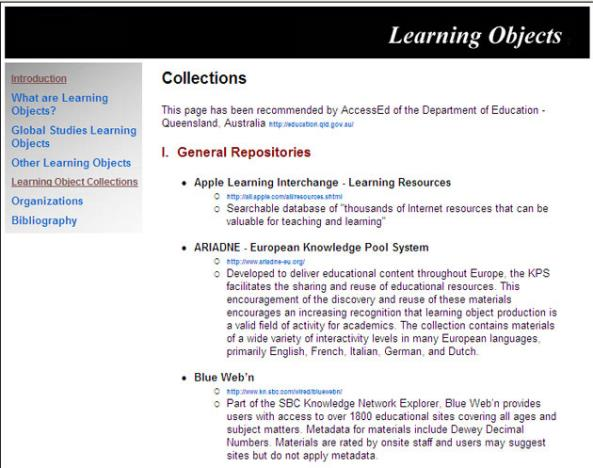 Learning Objects
Introduction
What are Learning
Objects?
Global Studies Learning
Objects
Other Learning Objects
Learning Object Collections
Organizations
Bibliography
Collections
This page has been recommended by AccessEd of the Department of Education -
Queensland, Australia http://education.qld.gov.au/
I. General Repositories
• Apple Learning Interchange - Learning Resources
○ http://ali.apple.com/ali/resources.shtml
○ Searchable database of "thousands of Internet resources that can be
valuable for teaching and learning"
• ARIADNE - European Knowledge Pool System
○ http://www.ariadne-eu.org/
○ Developed to deliver educational content throughout Europe, the KPS
facilitates the sharing and reuse of educational resources. This
encouragement of the discovery and reuse of these materials
encourages an increasing recognition that learning object production is
a valid field of activity for academics. The collection contains materials
of a wide variety of interactivity levels in many European languages,
primarily English, French, Italian, German, and Dutch.
• Blue Web'n
○ http://www.kn.sbc.com/wired/bluewebn/
○ Part of the SBC Knowledge Network Explorer, Blue Web'n provides
users with access to over 1800 educational sites covering all ages and
subject matters. Metadata for materials include Dewey Decimal
Numbers. Materials are rated by onsite staff and users may suggest
sites but do not apply metadata.